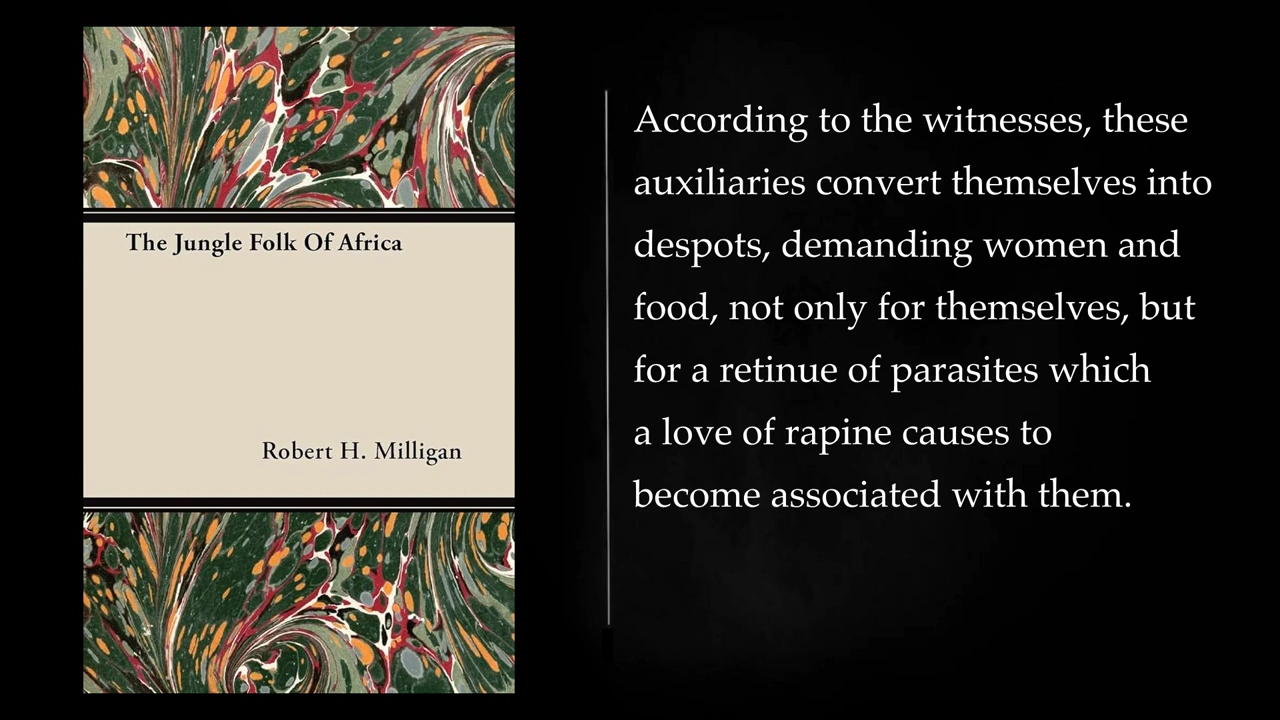 The Jungle Folk Of Africa
Robert H. Milligan
According to the witnesses, these
auxiliaries convert themselves into
despots, demanding women and
food, not only for themselves, but
for a retinue of parasites which
a love of rapine causes to
become associated with them.